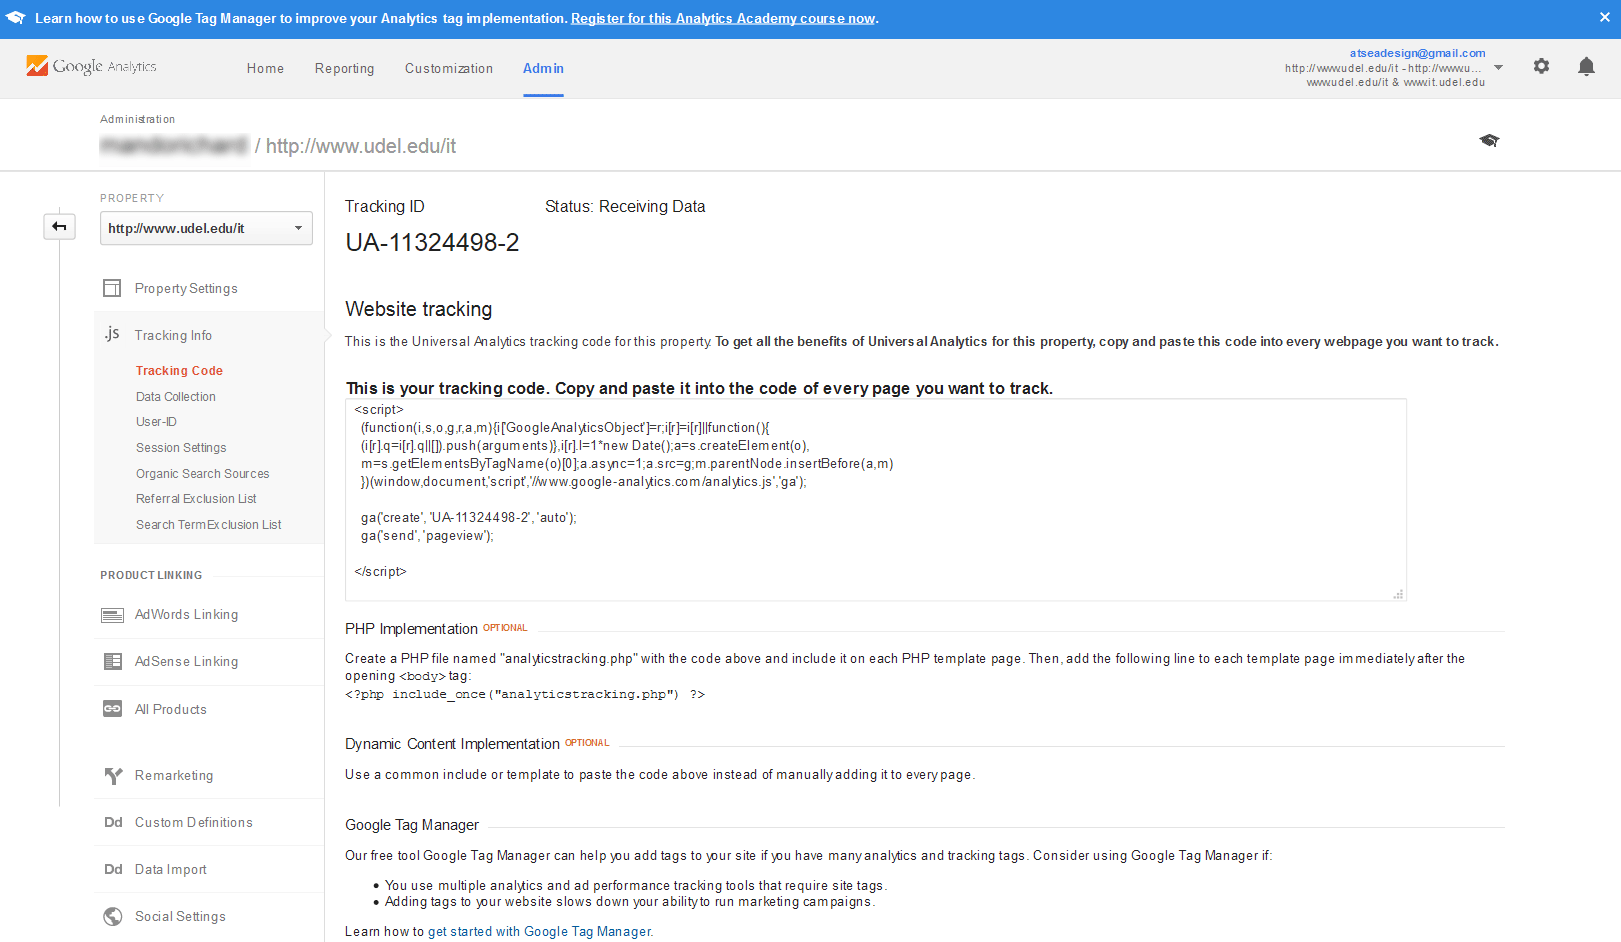 Learn how to use Google Tag Manager to improve your Analytics tag implementation. Register for this Analytics Academy course now.
Google Analytics
Home
Reporting
Customization
Admin
atseadesign@gmail.com
http://www.udel.edu/it - http://www.u...
www.udel.edu/it & www.it.udel.edu
Administration
/ http://www.udel.edu/it
PROPERTY
http://www.udel.edu/it
Property Settings
.js Tracking Info
Tracking Code
Data Collection
User-ID
Session Settings
Organic Search Sources
Referral Exclusion List
Search Term Exclusion List
PRODUCT LINKING
AdWords Linking
AdSense Linking
All Products
Remarketing
Dd Custom Definitions
Dd Data Import
Social Settings
Tracking ID
Status: Receiving Data
UA-11324498-2
Website tracking
This is the Universal Analytics tracking code for this property. To get all the benefits of Universal Analytics for this property, copy and paste this code into every webpage you want to track.
This is your tracking code. Copy and paste it into the code of every page you want to track.
<script>
(function(i,s,o,g,r,a,m){i['GoogleAnalyticsObject']=r;i[r]=i[r]||function(){
(i[r].q=i[r].q||[]).push(arguments)},i[r].l=1*new Date();a=s.createElement(o),
m=s.getElementsByTagName(o)[0];a.async=1;a.src=g;m.parentNode.insertBefore(a,m)
})(window,document,'script','//www.google-analytics.com/analytics.js','ga');
ga('create', 'UA-11324498-2', 'auto');
ga('send', 'pageview');
</script>
PHP Implementation OPTIONAL
Create a PHP file named "analyticstracking.php" with the code above and include it on each PHP template page. Then, add the following line to each template page immediately after the
opening <body> tag:
<?php include_once("analyticstracking.php") ?>
Dynamic Content Implementation OPTIONAL
Use a common include or template to paste the code above instead of manually adding it to every page.
Google Tag Manager
Our free tool Google Tag Manager can help you add tags to your site if you have many analytics and tracking tags. Consider using Google Tag Manager if:
• You use multiple analytics and ad performance tracking tools that require site tags.
• Adding tags to your website slows down your ability to run marketing campaigns.
Learn how to get started with Google Tag Manager.